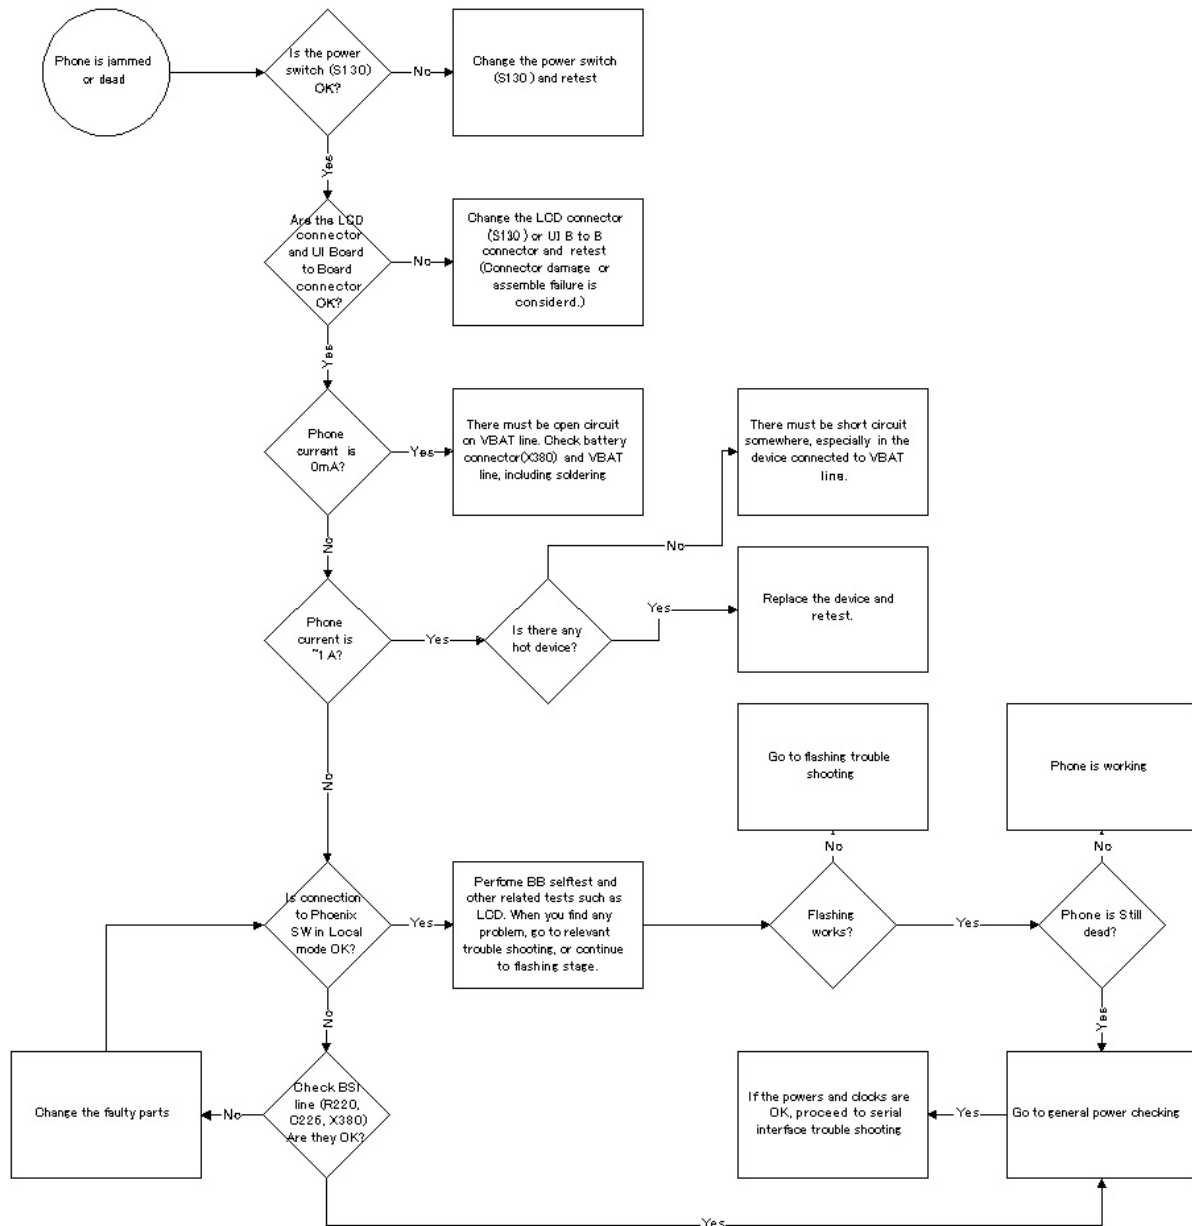 Phone is jammed
or dead
Is the power
switch (S130)
OK?
No
Change the power switch
(S130 ) and retest
Yes
Are the LCD
connector
and UI Board
to Board
connector
OK?
No
Change the LCD connector
(S130 ) or UI B to B
connector and retest
(Connector damage or
assemble failure is
considerd.)
Yes
Phone
current is
0mA?
Yes
There must be open circuit
on VBAT line. Check battery
connector(X380) and VBAT
line, including soldering
There must be short circuit
somewhere, especially in the
device connected to VBAT
line.
No
No
Phone
current is
~1 A?
Yes
Is there any
hot device?
Yes
Replace the device and
retest.
No
Go to flashing trouble
shooting
Phone is working
No
No
Is connection
to Phoenix
SW in Local
mode OK?
Yes
Perfome BB selftest and
other related tests such as
LCD. When you find any
problem, go to relevant
trouble shooting, or continue
to flashing stage.
Flashing
works?
Yes
Phone is Still
dead?
No
Yes
Change the faulty parts
No
Check BSI
line (R220,
C225, X380)
Are they OK?
If the powers and clocks are
OK, proceed to serial
interface trouble shooting
Yes
Go to general power checking
Yes